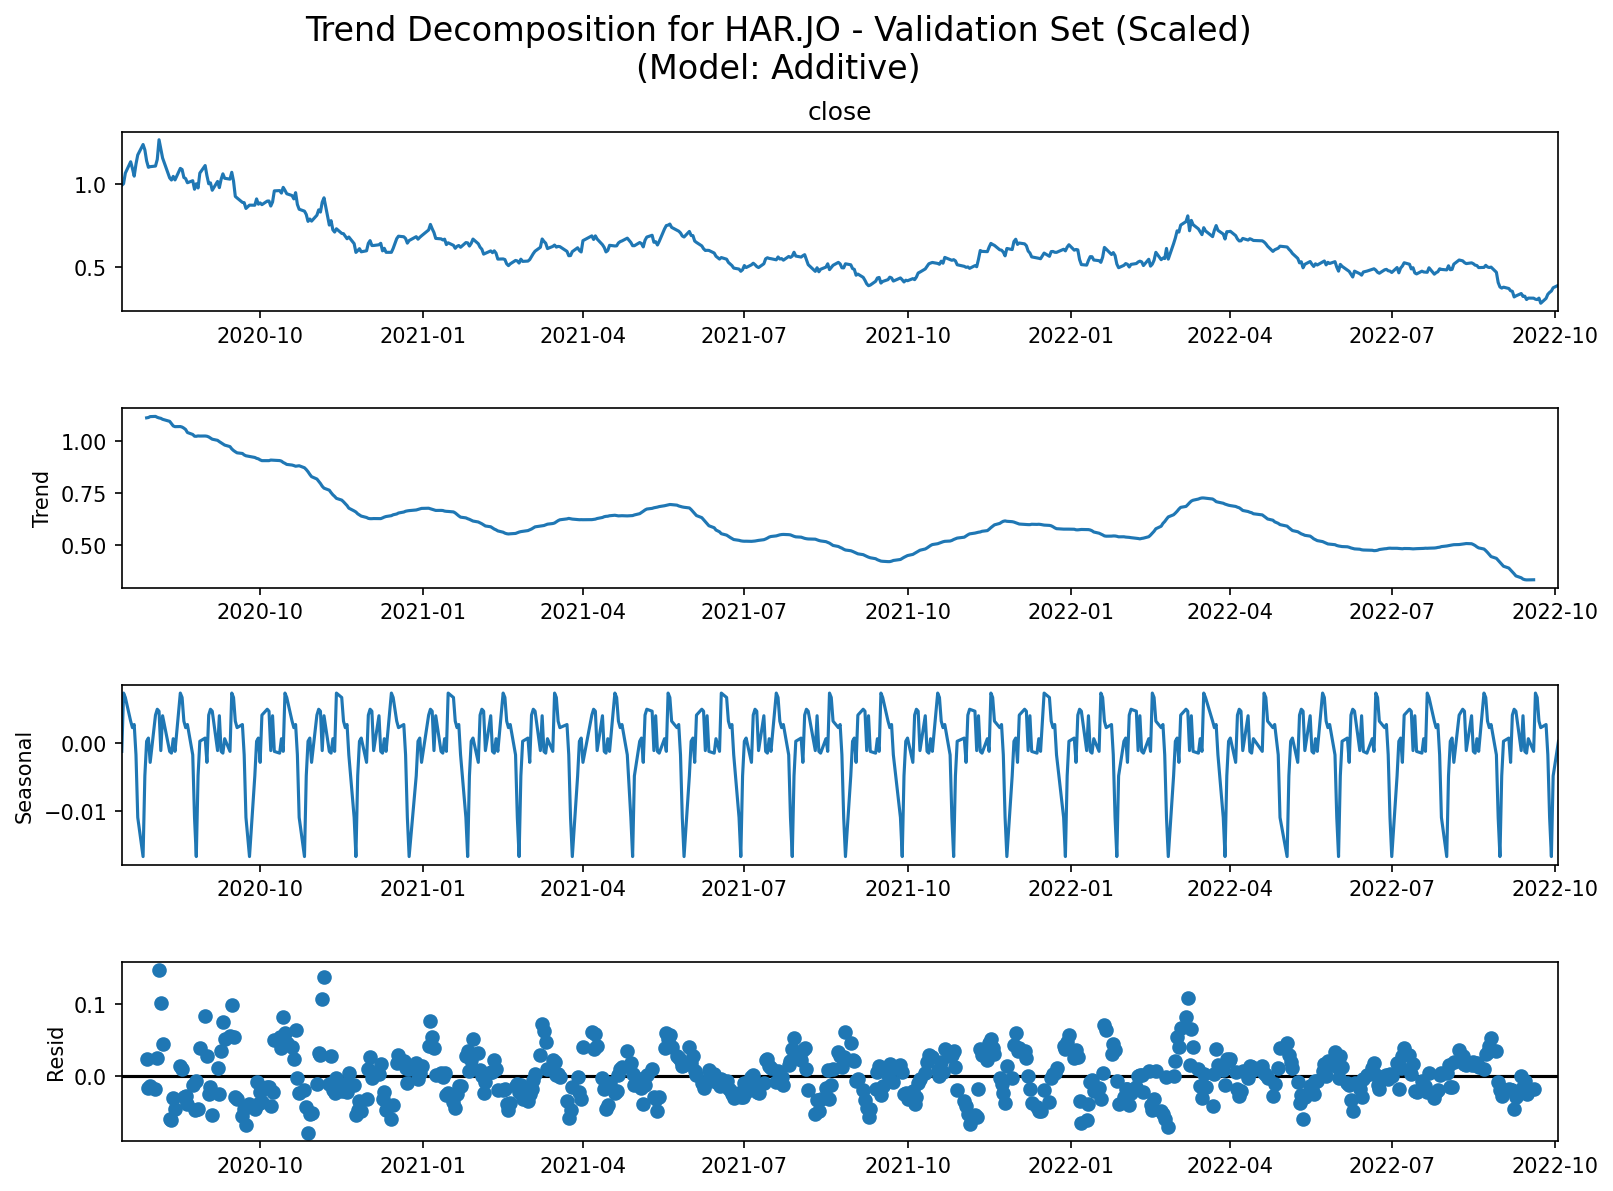 Trend Decomposition for HAR.JO - Validation Set (Scaled)
(Model: Additive)
close
1.0
0.5
2020-10 2021-01 2021-04 2021-07 2021-10 2022-01 2022-04 2022-07 2022-10
Trend
1.00
0.75
0.50
2020-10 2021-01 2021-04 2021-07 2021-10 2022-01 2022-04 2022-07 2022-10
Seasonal
0.00
−0.01
2020-10 2021-01 2021-04 2021-07 2021-10 2022-01 2022-04 2022-07 2022-10
Resid
0.1
0.0
2020-10 2021-01 2021-04 2021-07 2021-10 2022-01 2022-04 2022-07 2022-10